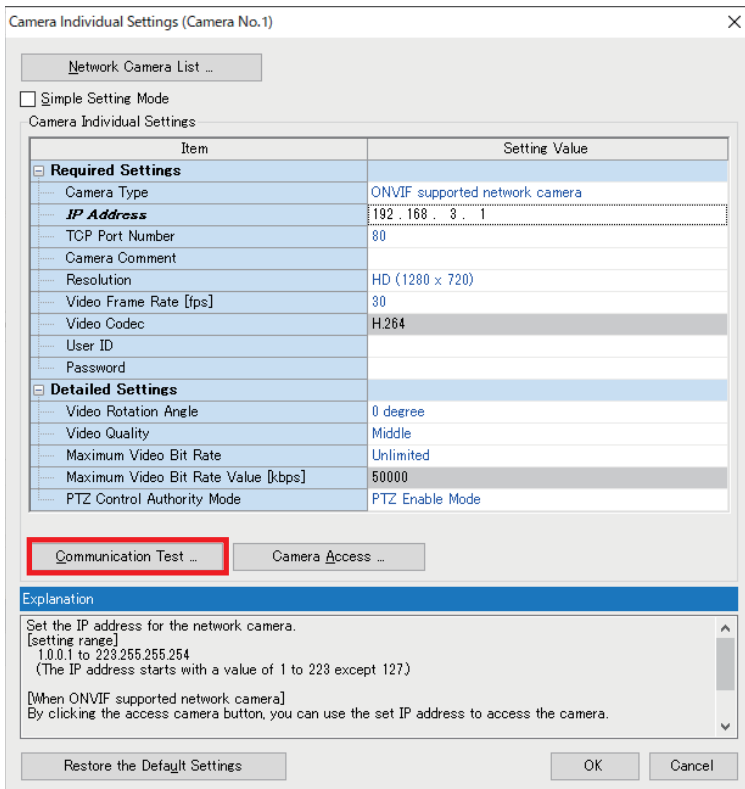 Camera Individual Settings (Camera No.1)
Network Camera List ...
Simple Setting Mode
Camera Individual Settings
Item Setting Value
Required Settings
Camera Type ONVIF supported network camera
IP Address 192 . 168 . 3 . 1
TCP Port Number 80
Camera Comment
Resolution HD (1280 x 720)
Video Frame Rate [fps] 30
Video Codec H.264
User ID
Password
Detailed Settings
Video Rotation Angle 0 degree
Video Quality Middle
Maximum Video Bit Rate Unlimited
Maximum Video Bit Rate Value [kbps] 50000
PTZ Control Authority Mode PTZ Enable Mode
Communication Test ... Camera Access ...
Explanation
Set the IP address for the network camera.
[setting range]
1.0.0.1 to 223.255.255.254
(The IP address starts with a value of 1 to 223 except 127.)
[When ONVIF supported network camera]
By clicking the access camera button, you can use the set IP address to access the camera.
Restore the Default Settings OK Cancel